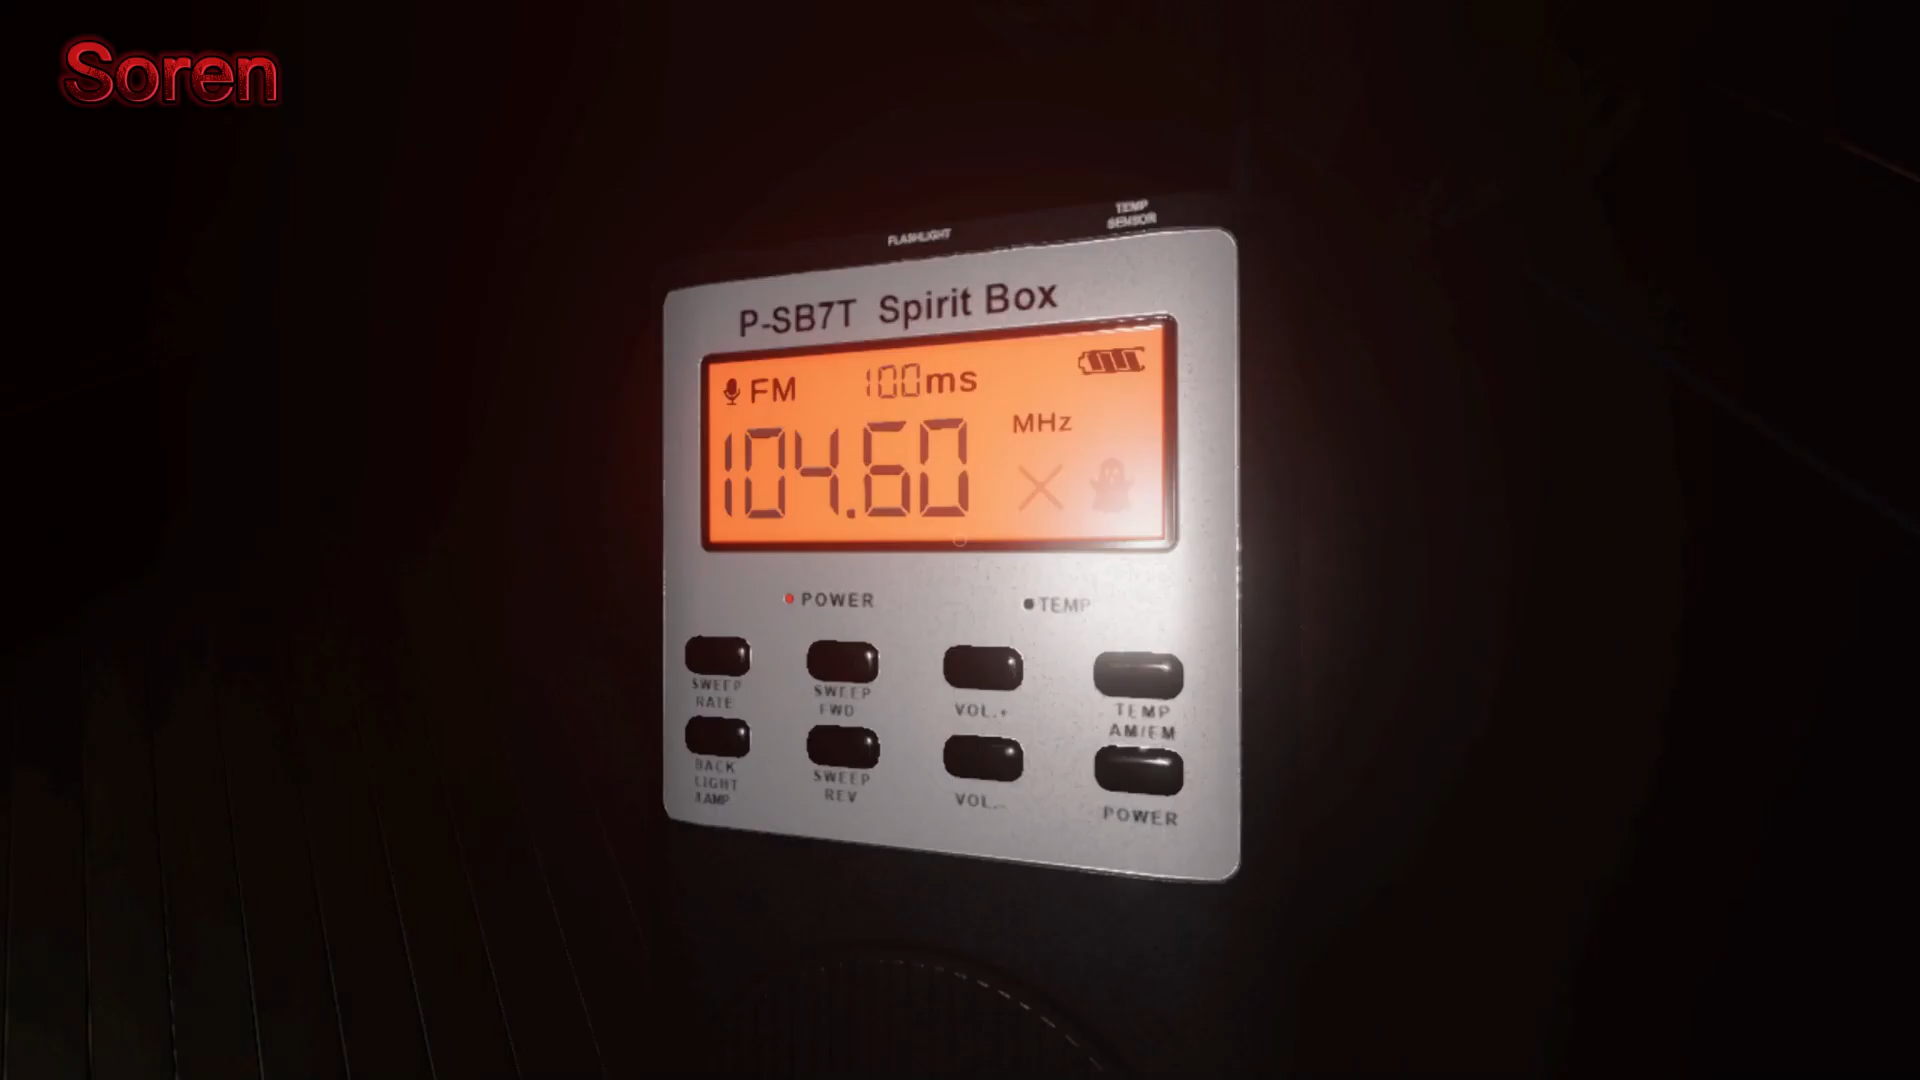 Soren
FLASHLIGHT
TEMP
SENSOR
P-SB7T Spirit Box
FM 100ms
MHz
104.60
POWER
TEMP
SWEEP
RATE
SWEEP
FWD
VOL.+
TEMP
AM/FM
BACK
LIGHT
LAMP
SWEEP
REV
VOL.-
POWER